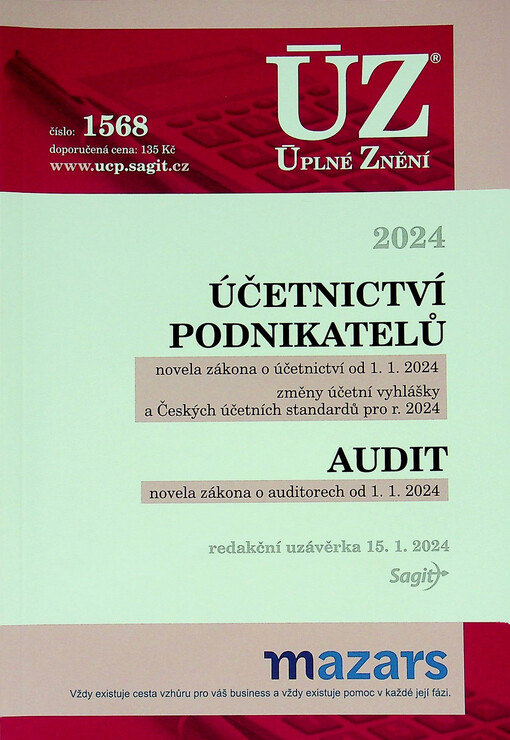 ÚZ®
ÚPLNÉ ZNĚNÍ
číslo: 1568
doporučená cena: 135 Kč
www.ucp.sagit.cz
2024
ÚČETNICTVÍ
PODNIKATELŮ
novela zákona o účetnictví od 1. 1. 2024
změny účetní vyhlášky
a Českých účetních standardů pro r. 2024
AUDIT
novela zákona o auditorech od 1. 1. 2024
redakční uzávěrka 15. 1. 2024
Sagit
mazars
Vždy existuje cesta vzhůru pro váš business a vždy existuje pomoc v každé její fázi.